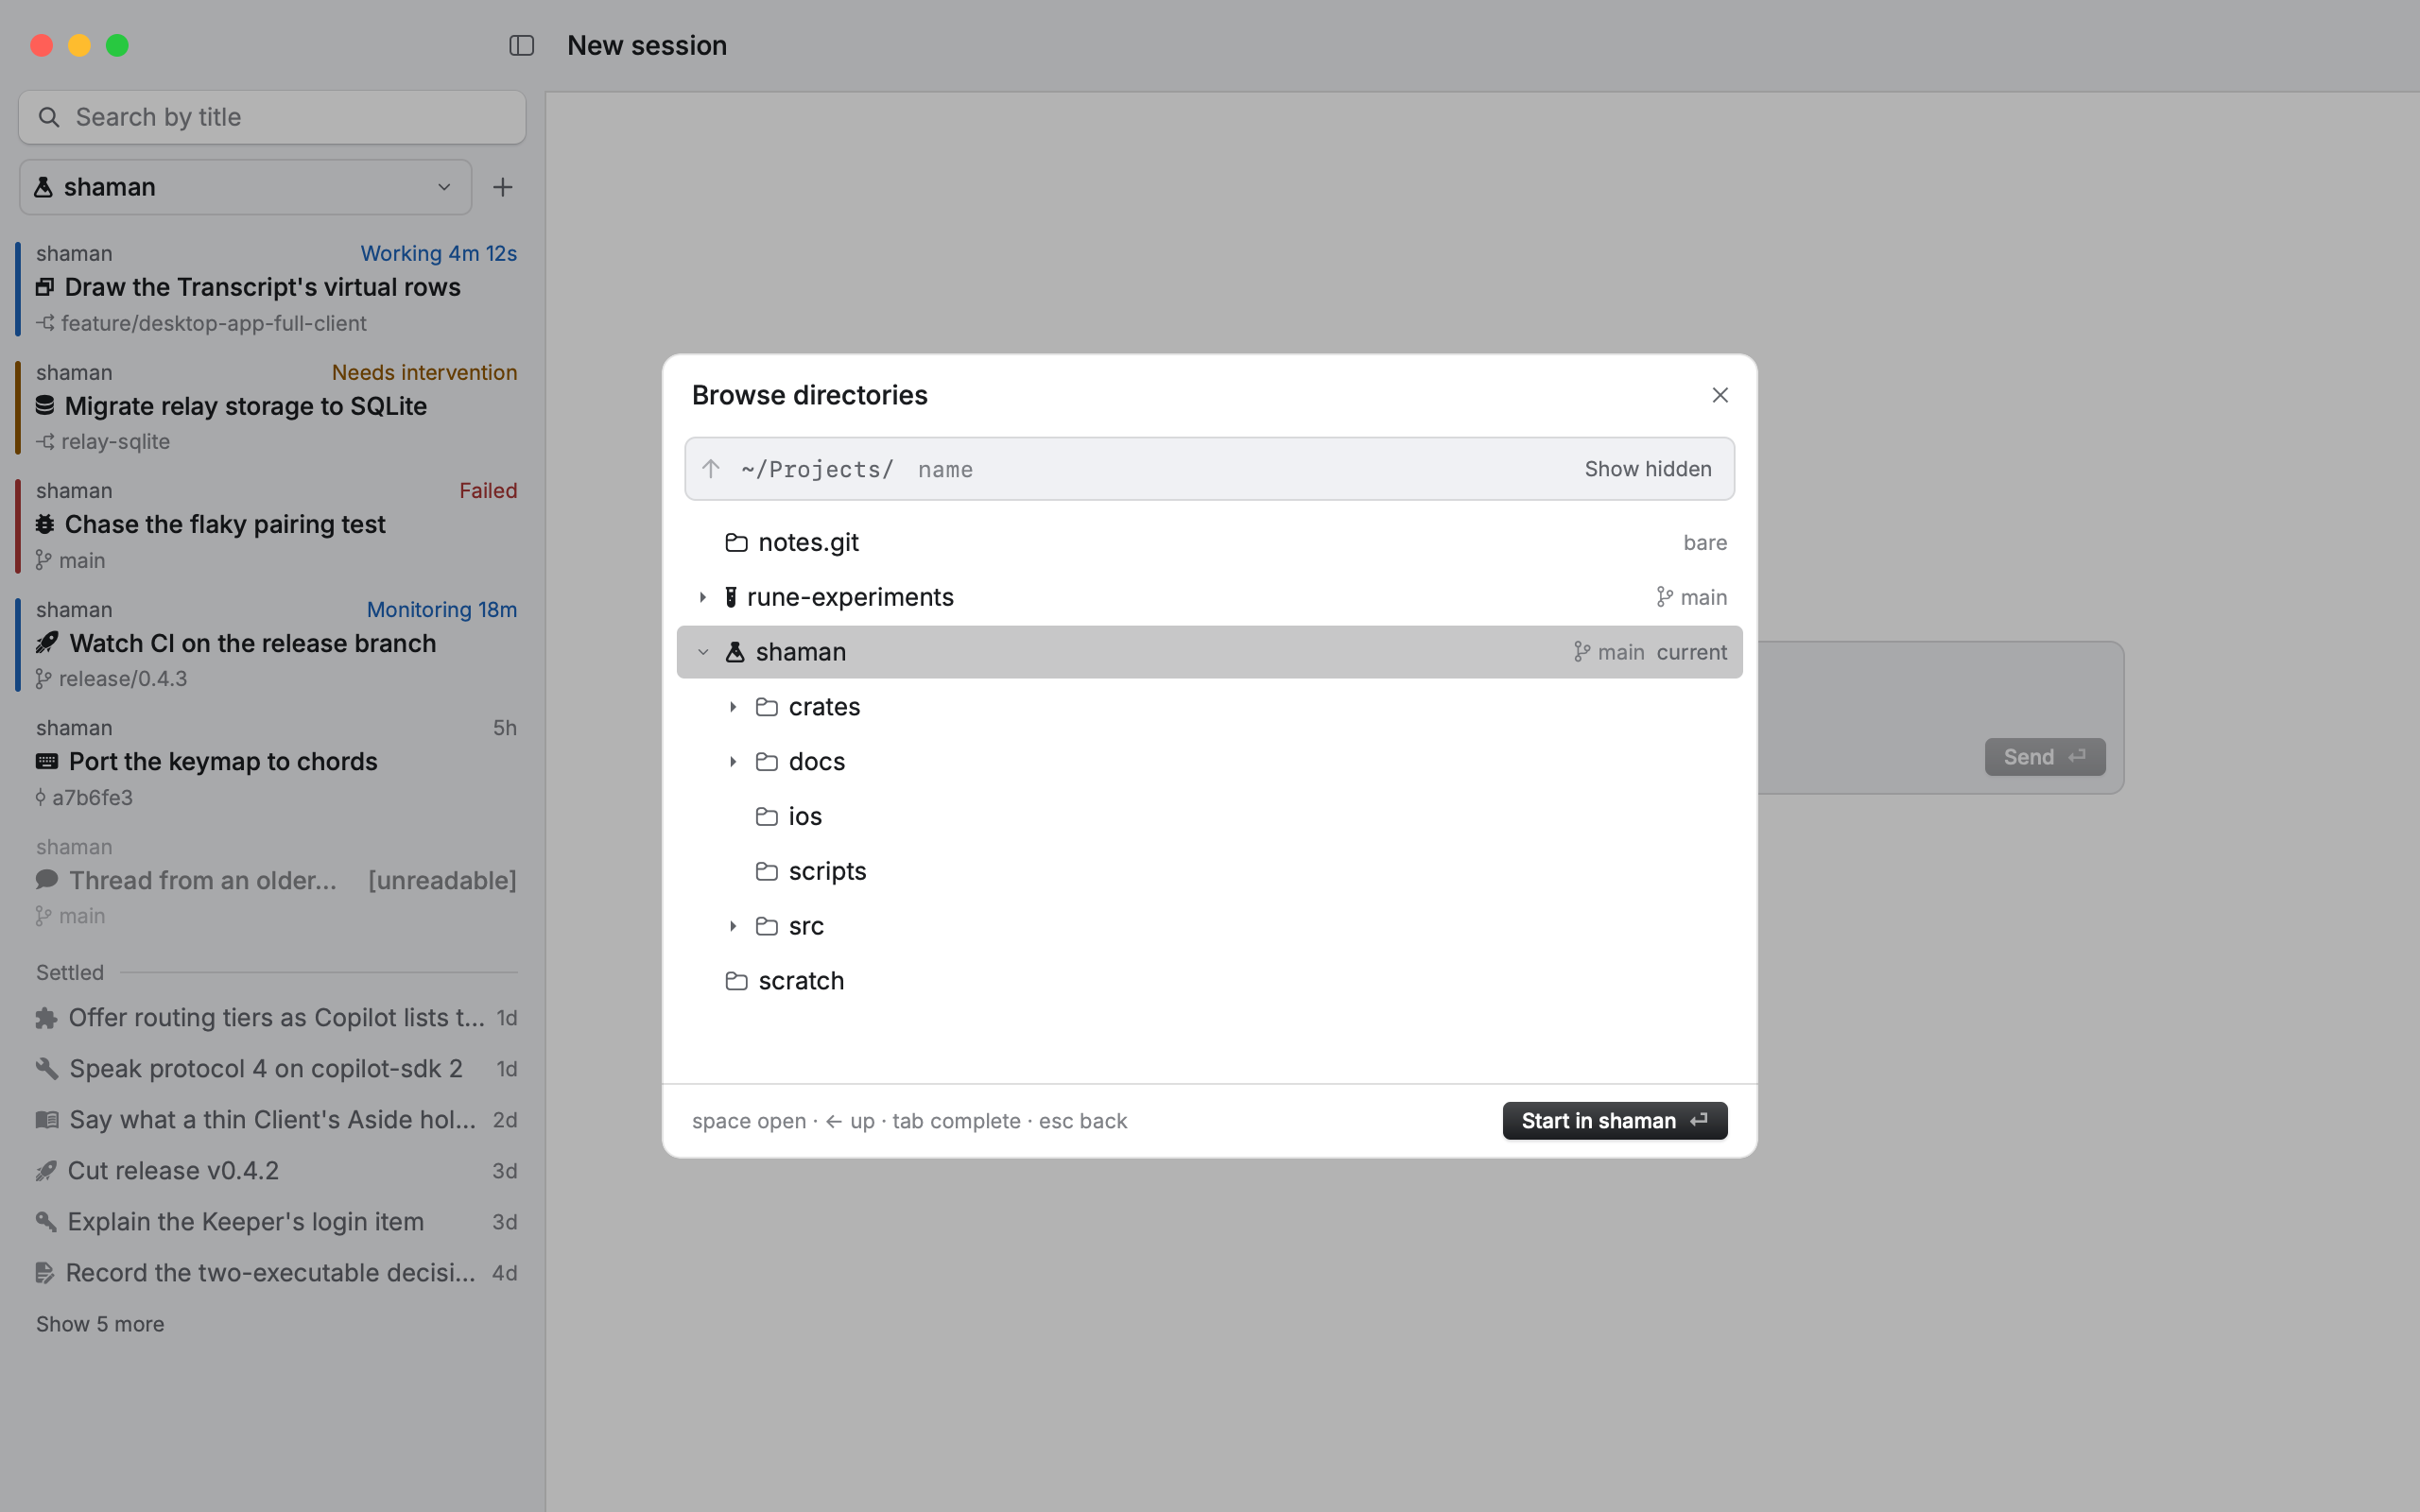 New session
Search by title
shaman
shaman Working 4m 12s
Draw the Transcript's virtual rows
feature/desktop-app-full-client
shaman Needs intervention
Migrate relay storage to SQLite
relay-sqlite
shaman Failed
Chase the flaky pairing test
main
shaman Monitoring 18m
Watch CI on the release branch
release/0.4.3
shaman 5h
Port the keymap to chords
a7b6fe3
shaman
Thread from an older... [unreadable]
main
Settled
Offer routing tiers as Copilot lists t... 1d
Speak protocol 4 on copilot-sdk 2 1d
Say what a thin Client's Aside hol... 2d
Cut release v0.4.2 3d
Explain the Keeper's login item 3d
Record the two-executable decisi... 4d
Show 5 more
Browse directories
~/Projects/ name Show hidden
notes.git bare
rune-experiments main
shaman main current
crates
docs
ios
scripts
src
scratch
space open · ← up · tab complete · esc back
Start in shaman
Send